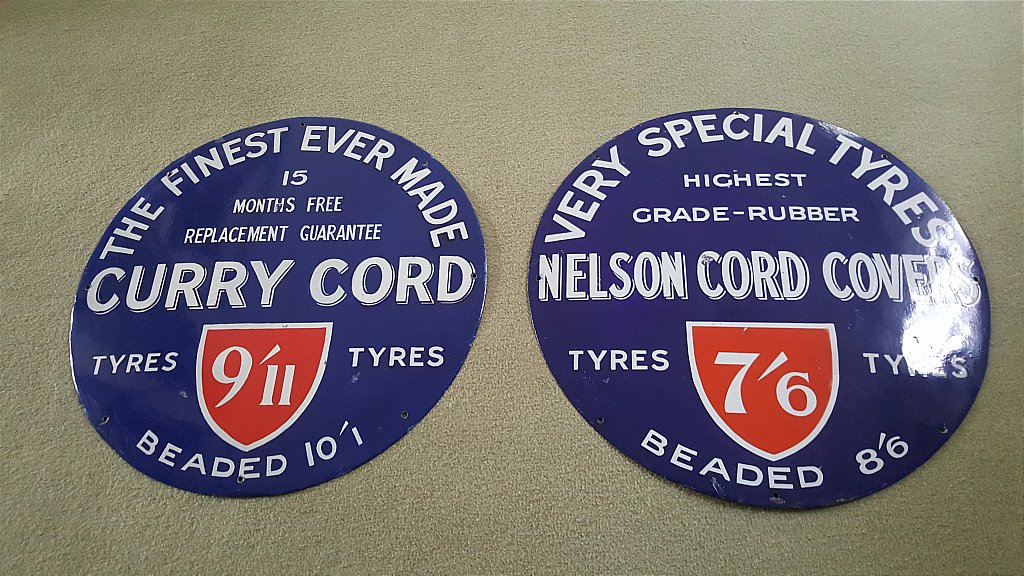 THE FINEST EVER MADE
15
MONTHS FREE
REPLACEMENT GUARANTEE
CURRY CORD
TYRES 9'11 TYRES
BEADED 10'1
VERY SPECIAL TYRES
HIGHEST
GRADE-RUBBER
NELSON CORD COVERS
TYRES 7'6 TYRES
BEADED 8'6